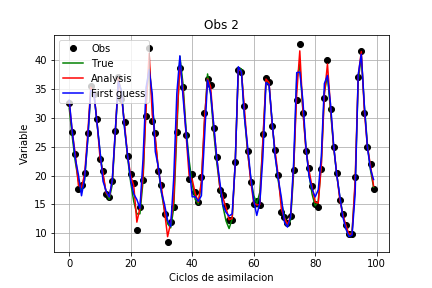 Obs 2
Obs
True
Analysis
First guess
Variable
40
35
30
25
20
15
10
0 20 40 60 80 100
Ciclos de asimilacion